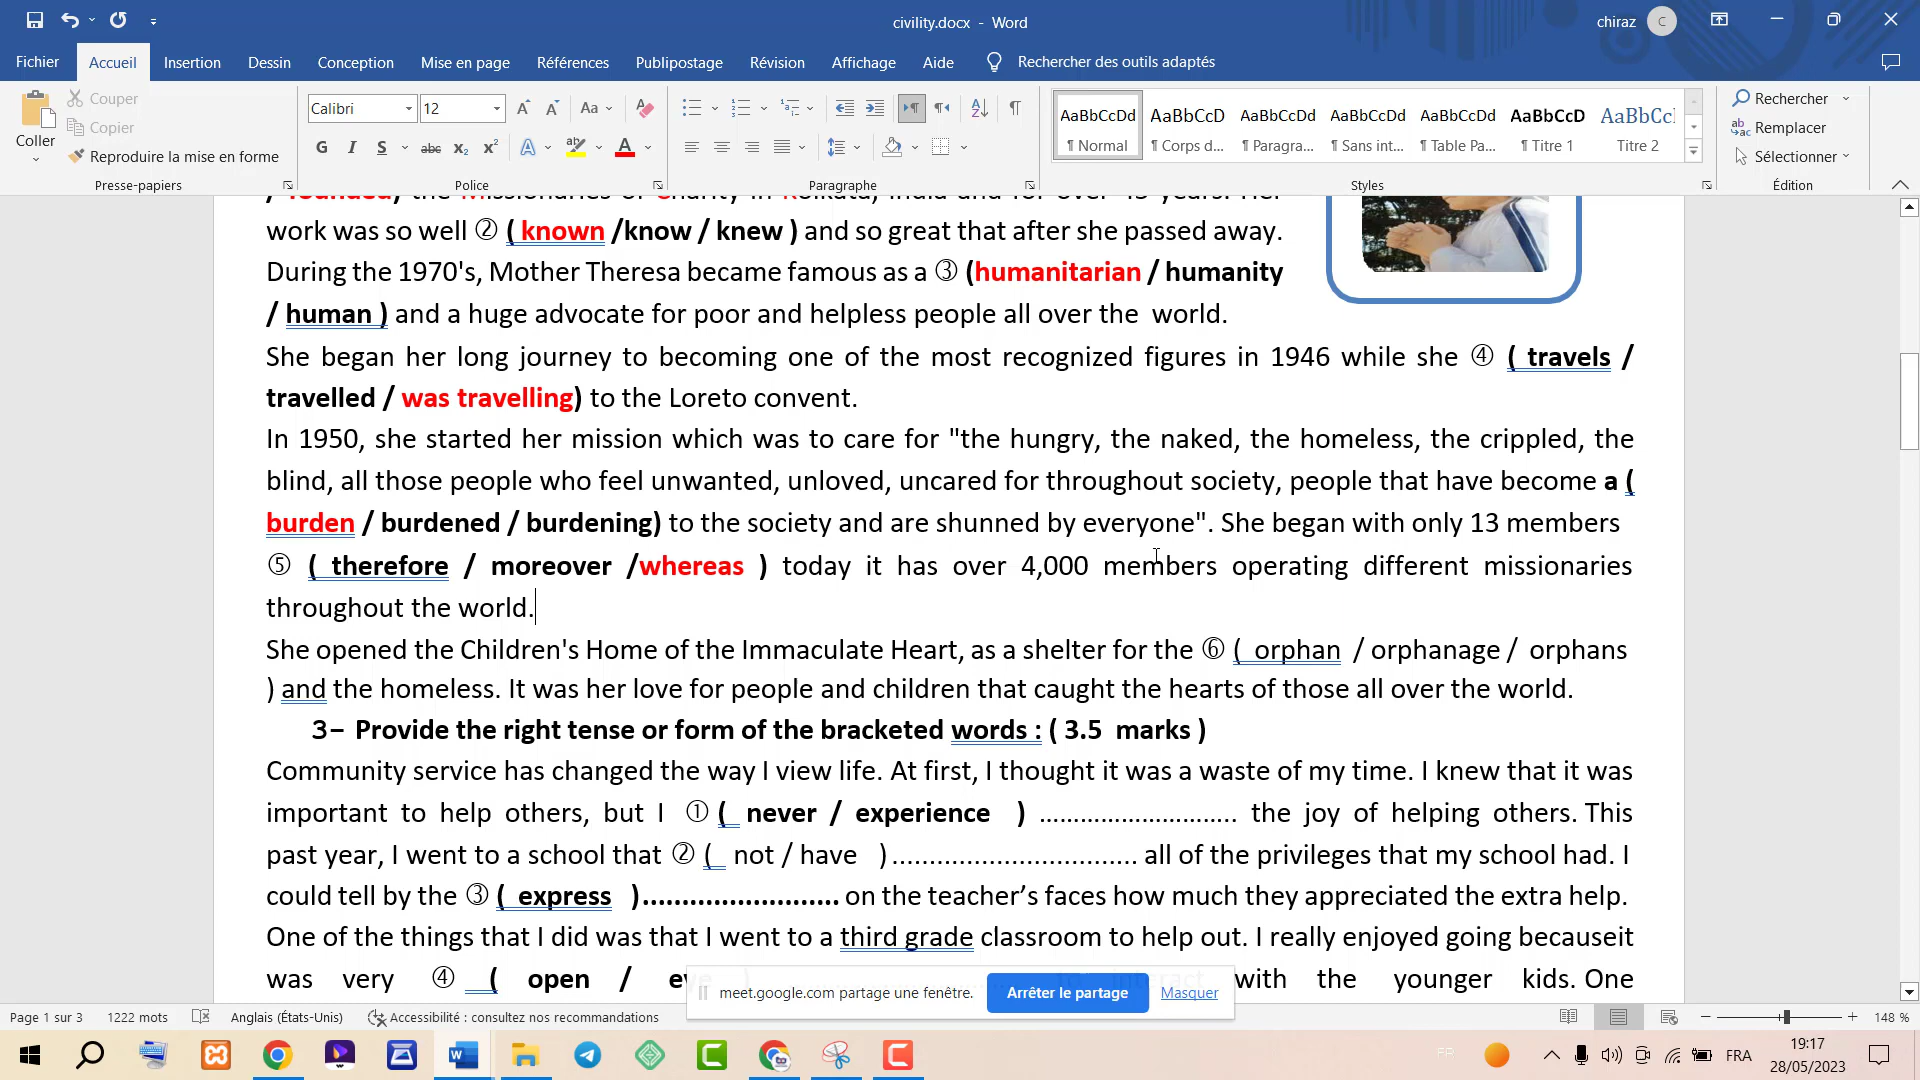 civility.docx - Word
chiraz
C
Fichier
Accueil
Insertion
Dessin
Conception
Mise en page
Références
Publipostage
Révision
Affichage
Aide
Rechercher des outils adaptés
Coller
Couper
Copier
Reproduire la mise en forme
Presse-papiers
Calibri
12
Police
Paragraphe
AaBbCcDd
¶ Normal
AaBbCcD
¶ Corps d...
AaBbCcDd
¶ Paragra...
AaBbCcDd
¶ Sans int...
AaBbCcDd
¶ Table Pa...
AaBbCcD
¶ Titre 1
AaBbCc
Titre 2
Styles
Rechercher
Remplacer
Sélectionner
Édition
/ founded) the Missionaries of Charity in Kolkata, India and for over 45 years. Her
work was so well ② ( known /know / knew ) and so great that after she passed away.
During the 1970's, Mother Theresa became famous as a ③ (humanitarian / humanity
/ human ) and a huge advocate for poor and helpless people all over the world.
She began her long journey to becoming one of the most recognized figures in 1946 while she ④ ( travels /
travelled / was travelling) to the Loreto convent.
In 1950, she started her mission which was to care for "the hungry, the naked, the homeless, the crippled, the
blind, all those people who feel unwanted, unloved, uncared for throughout society, people that have become a (
burden / burdened / burdening) to the society and are shunned by everyone". She began with only 13 members
⑤ ( therefore / moreover /whereas ) today it has over 4,000 members operating different missionaries
throughout the world.
She opened the Children's Home of the Immaculate Heart, as a shelter for the ⑥ ( orphan / orphanage / orphans
) and the homeless. It was her love for people and children that caught the hearts of those all over the world.
3– Provide the right tense or form of the bracketed words : ( 3.5 marks )
Community service has changed the way I view life. At first, I thought it was a waste of my time. I knew that it was
important to help others, but I ① ( never / experience ) .............................. the joy of helping others. This
past year, I went to a school that ② ( not / have ).................................. all of the privileges that my school had. I
could tell by the ③ ( express )......................... on the teacher’s faces how much they appreciated the extra help.
One of the things that I did was that I went to a third grade classroom to help out. I really enjoyed going becauseit
was very ④ ( open / eye ) to interact with the younger kids. One
meet.google.com partage une fenêtre.
Arrêter le partage
Masquer
Page 1 sur 3
1222 mots
Anglais (États-Unis)
Accessibilité : consultez nos recommandations
148 %
FRA
19:17
28/05/2023